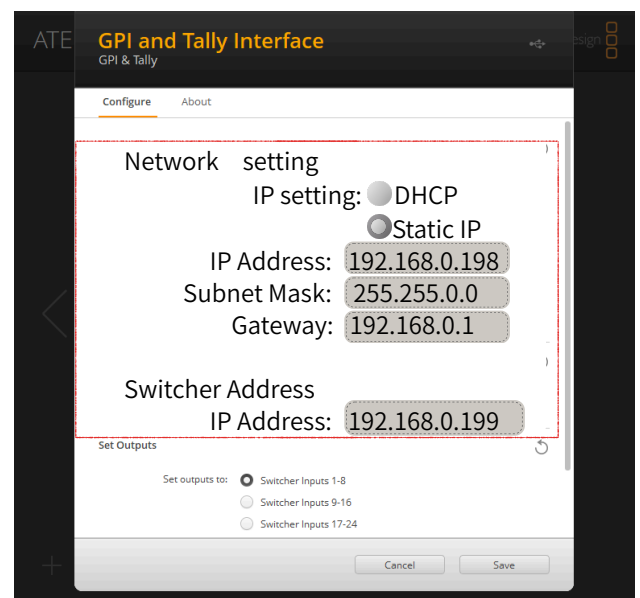 ATE
GPI and Tally Interface
GPI & Tally
esign
Configure About
Network setting
IP setting: DHCP
Static IP
IP Address: 192.168.0.198
Subnet Mask: 255.255.0.0
Gateway: 192.168.0.1
Switcher Address
IP Address: 192.168.0.199
Set Outputs
Set outputs to: Switcher Inputs 1-8
Switcher Inputs 9-16
Switcher Inputs 17-24
Cancel Save